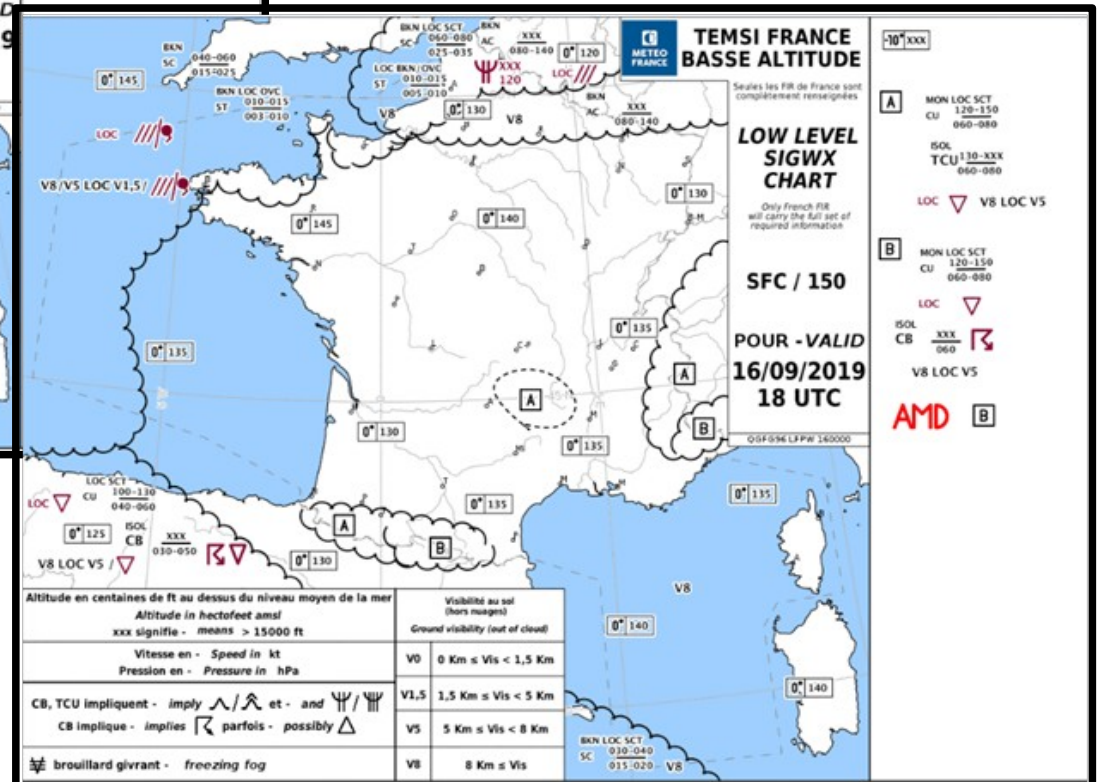 9
TEMSI FRANCE
BASSE ALTITUDE
METEO
FRANCE
Seules les FIR de France sont
complètement renseignées
LOW LEVEL
SIGWX
CHART
Only French FIR
will carry the full set of
required information
SFC / 150
POUR - VALID
16/09/2019
18 UTC
QGFG96 LFPW 160000
BKN
SC
040-060
015-025
0° 145
BKN LOC OVC
ST
010-015
003-010
LOC
V8/V5 LOC V1,5/
BKN LOC SCT
SC
060-080
025-035
LOC BKN/OVC
ST
010-015
005-010
V8
BKN
AC
XXX
080-140
0° 120
XXX
120
LOC
0° 130
V8
BKN
AC
XXX
080-140
0° 130
0° 145
0° 140
0° 135
0° 135
A
A
B
0° 130
0° 135
0° 135
0° 135
LOC
LOC SCT
CU
100-130
040-060
0° 125
ISOL
CB
XXX
030-050
V8 LOC V5 /
A
B
0° 130
V8
0° 140
0° 140
BKN LOC SCT
SC
030-040
015-020
V8
-10° XXX
A
MON LOC SCT
CU
120-150
060-080
ISOL
TCU
130-XXX
060-080
LOC
V8 LOC V5
B
MON LOC SCT
CU
120-150
060-080
LOC
ISOL
CB
XXX
060
V8 LOC V5
AMD B
Altitude en centaines de ft au dessus du niveau moyen de la mer
Altitude in hectofeet amsl
xxx signifie - means > 15000 ft
Vitesse en - Speed in kt
Pression en - Pressure in hPa
CB, TCU impliquent - imply / et - and /
CB implique - implies parfois - possibly
brouillard givrant - freezing fog
Visibilité au sol
(hors nuages)
Ground visibility (out of cloud)
V0 0 Km ≤ Vis < 1,5 Km
V1,5 1,5 Km ≤ Vis < 5 Km
V5 5 Km ≤ Vis < 8 Km
V8 8 Km ≤ Vis